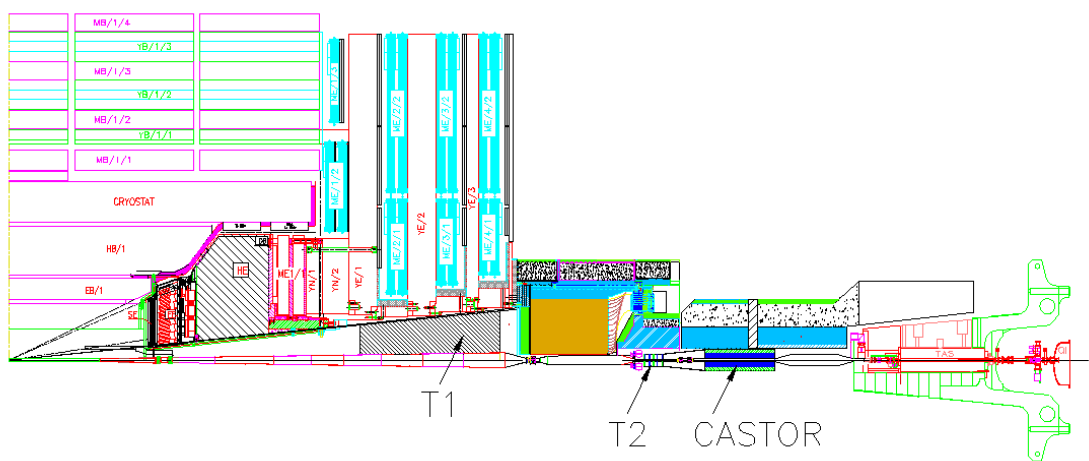 MB/1/4
YB/1/3
MB/1/3
YB/1/2
MB/1/2
YB/1/1
MB/1/1
CRYOSTAT
HB/1
EB/1
SE
HE
ME1/1
YN/1
YN/2
YE/1
ME/1/3
ME/1/2
ME/2/2
ME/2/1
YE/2
ME/3/2
ME/3/1
YE/3
ME/4/2
ME/4/1
TAS
Q1
T1
T2 CASTOR